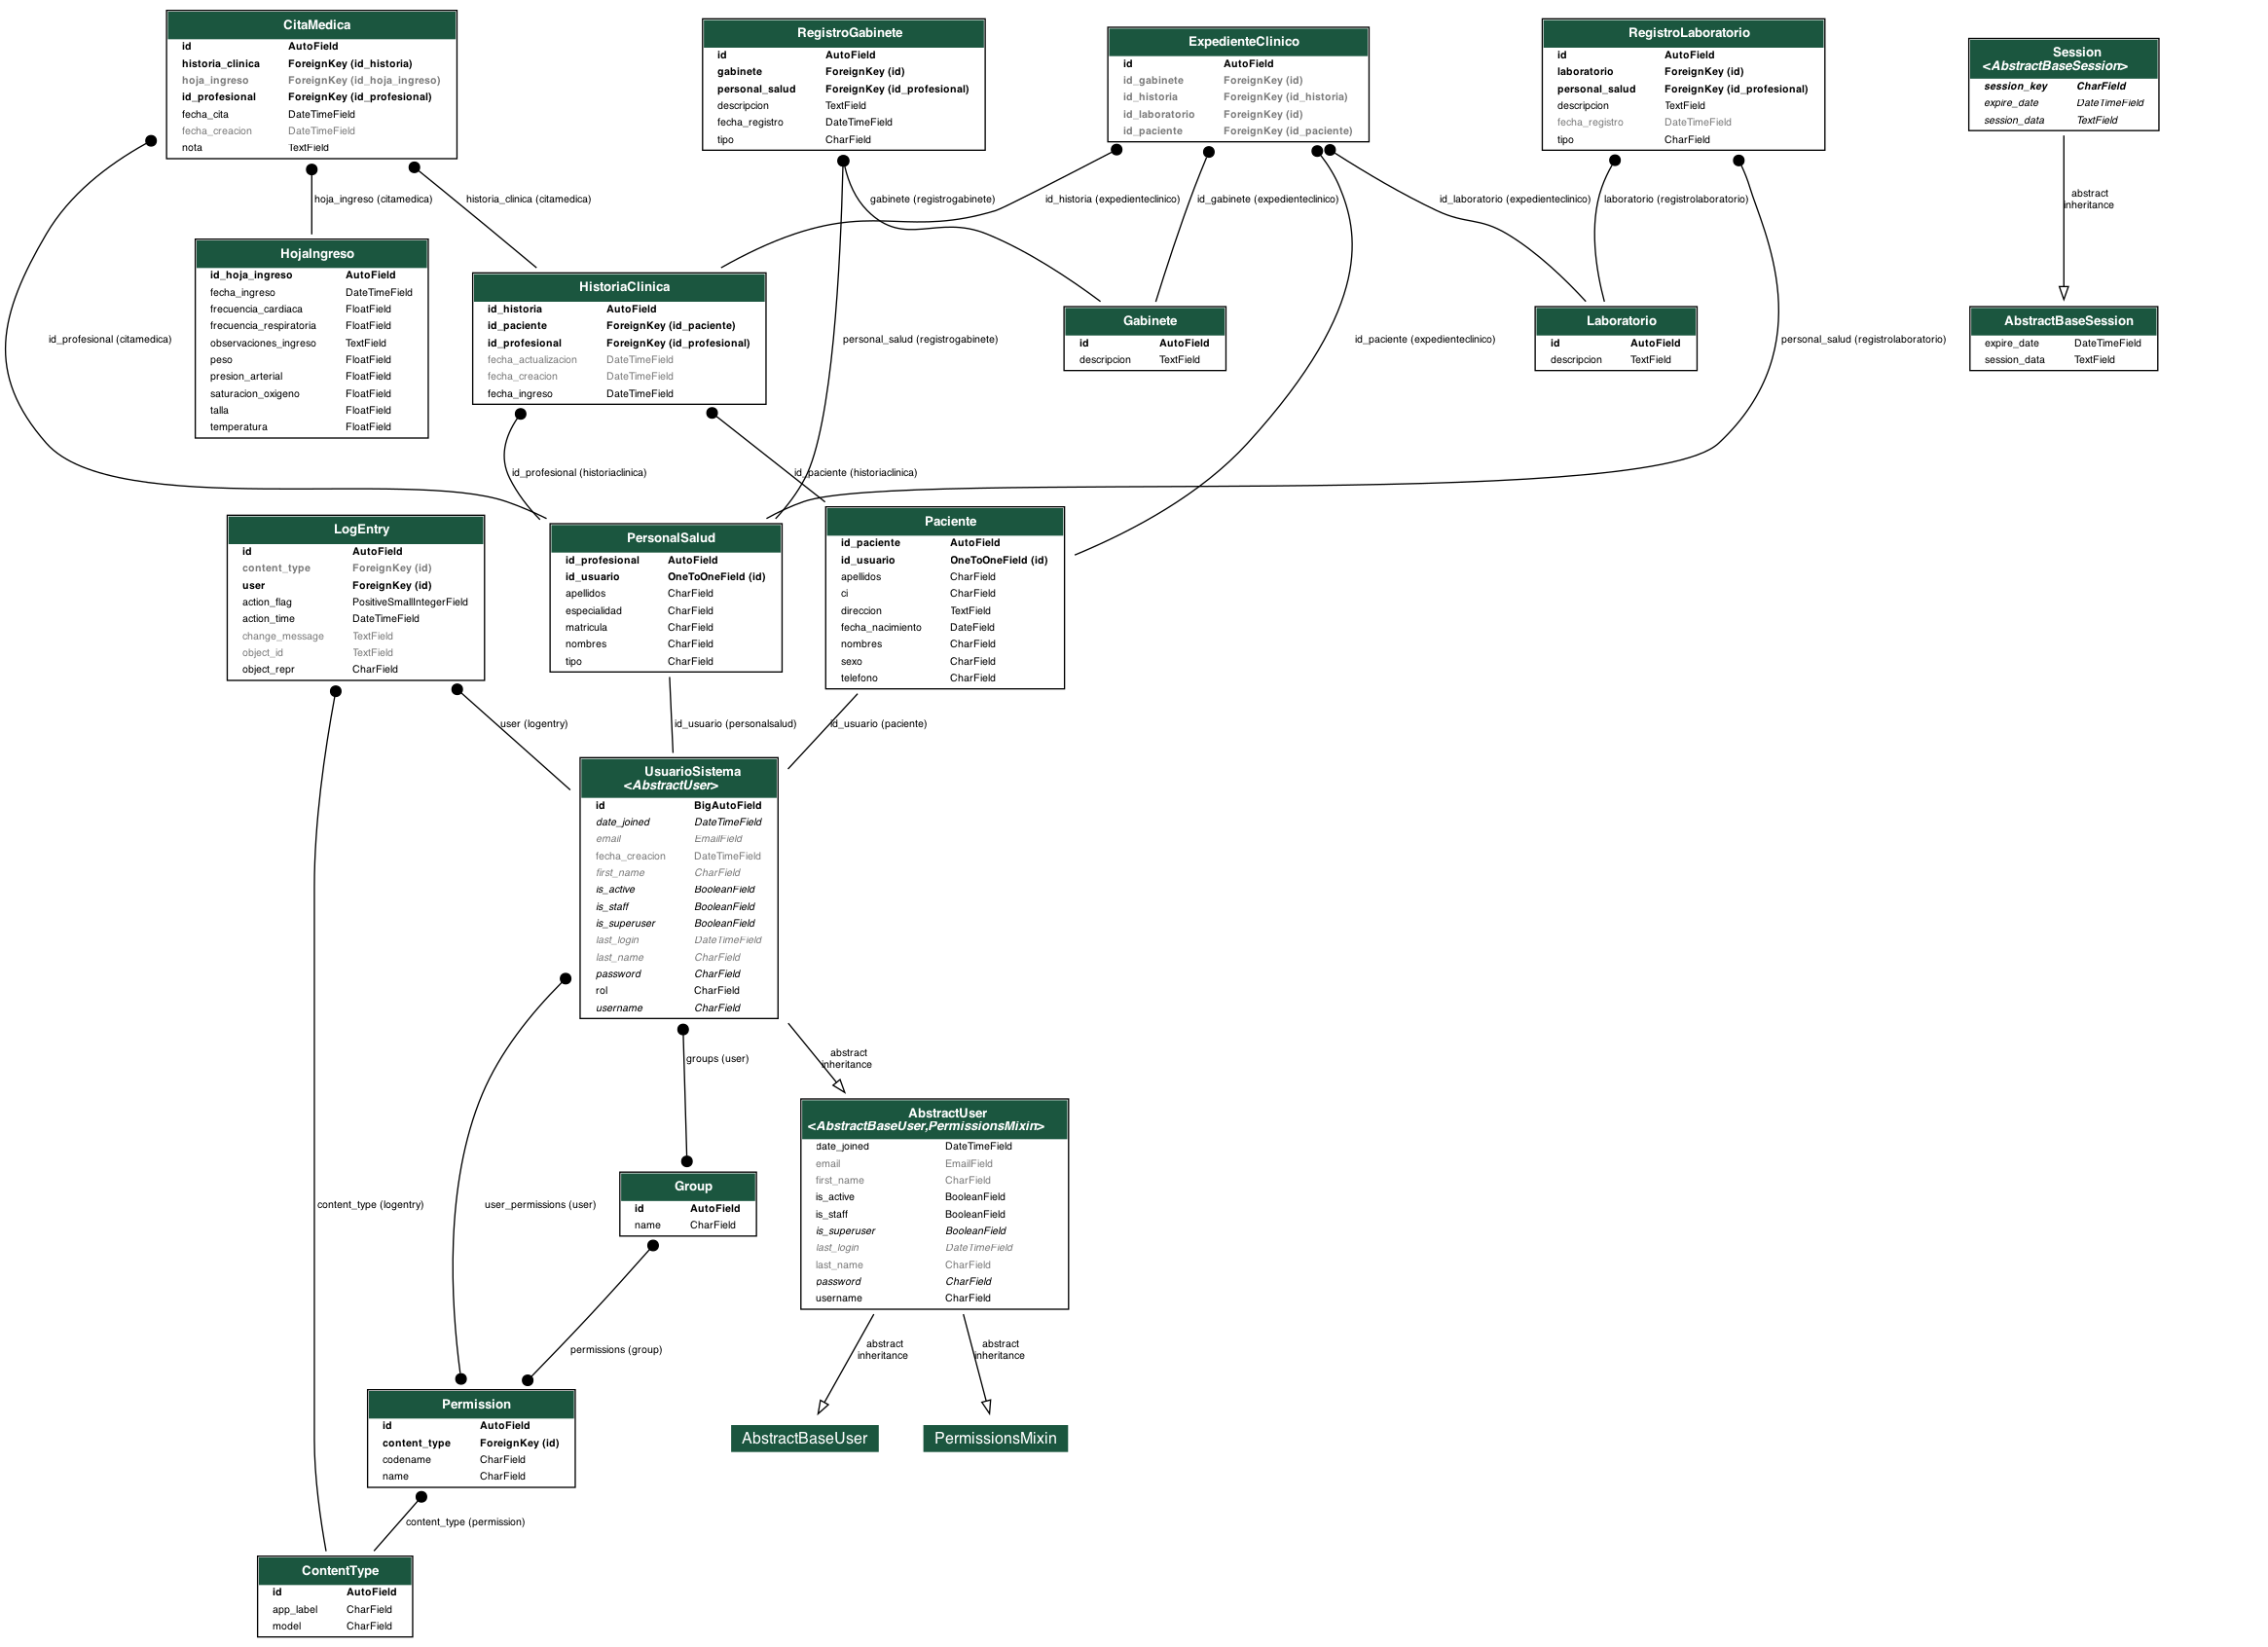 CitaMedica
id AutoField
historia_clinica ForeignKey (id_historia)
hoja_ingreso ForeignKey (id_hoja_ingreso)
id_profesional ForeignKey (id_profesional)
fecha_cita DateTimeField
fecha_creacion DateTimeField
nota TextField
RegistroGabinete
id AutoField
gabinete ForeignKey (id)
personal_salud ForeignKey (id_profesional)
descripcion TextField
fecha_registro DateTimeField
tipo CharField
ExpedienteClinico
id AutoField
id_gabinete ForeignKey (id)
id_historia ForeignKey (id_historia)
id_laboratorio ForeignKey (id)
id_paciente ForeignKey (id_paciente)
RegistroLaboratorio
id AutoField
laboratorio ForeignKey (id)
personal_salud ForeignKey (id_profesional)
descripcion TextField
fecha_registro DateTimeField
tipo CharField
Session
<AbstractBaseSession>
session_key CharField
expire_date DateTimeField
session_data TextField
hoja_ingreso (citamedica)
historia_clinica (citamedica)
gabinete (registrogabinete)
id_historia (expedienteclinico)
id_gabinete (expedienteclinico)
id_laboratorio (expedienteclinico)
laboratorio (registrolaboratorio)
abstract
inheritance
HojaIngreso
id_hoja_ingreso AutoField
fecha_ingreso DateTimeField
frecuencia_cardiaca FloatField
frecuencia_respiratoria FloatField
observaciones_ingreso TextField
peso FloatField
presion_arterial FloatField
saturacion_oxigeno FloatField
talla FloatField
temperatura FloatField
HistoriaClinica
id_historia AutoField
id_paciente ForeignKey (id_paciente)
id_profesional ForeignKey (id_profesional)
fecha_actualizacion DateTimeField
fecha_creacion DateTimeField
fecha_ingreso DateTimeField
Gabinete
id AutoField
descripcion TextField
Laboratorio
id AutoField
descripcion TextField
AbstractBaseSession
expire_date DateTimeField
session_data TextField
id_profesional (citamedica)
personal_salud (registrogabinete)
id_paciente (expedienteclinico)
personal_salud (registrolaboratorio)
id_profesional (historiaclinica)
id_paciente (historiaclinica)
LogEntry
id AutoField
content_type ForeignKey (id)
user ForeignKey (id)
action_flag PositiveSmallIntegerField
action_time DateTimeField
change_message TextField
object_id TextField
object_repr CharField
PersonalSalud
id_profesional AutoField
id_usuario OneToOneField (id)
apellidos CharField
especialidad CharField
matricula CharField
nombres CharField
tipo CharField
Paciente
id_paciente AutoField
id_usuario OneToOneField (id)
apellidos CharField
ci CharField
direccion TextField
fecha_nacimiento DateField
nombres CharField
sexo CharField
telefono CharField
user (logentry)
id_usuario (personalsalud)
id_usuario (paciente)
UsuarioSistema
<AbstractUser>
id BigAutoField
date_joined DateTimeField
email EmailField
fecha_creacion DateTimeField
first_name CharField
is_active BooleanField
is_staff BooleanField
is_superuser BooleanField
last_login DateTimeField
last_name CharField
password CharField
rol CharField
username CharField
groups (user)
abstract
inheritance
AbstractUser
<AbstractBaseUser,PermissionsMixin>
date_joined DateTimeField
email EmailField
first_name CharField
is_active BooleanField
is_staff BooleanField
is_superuser BooleanField
last_login DateTimeField
last_name CharField
password CharField
username CharField
Group
id AutoField
name CharField
content_type (logentry)
user_permissions (user)
permissions (group)
abstract
inheritance
abstract
inheritance
Permission
id AutoField
content_type ForeignKey (id)
codename CharField
name CharField
AbstractBaseUser
PermissionsMixin
content_type (permission)
ContentType
id AutoField
app_label CharField
model CharField